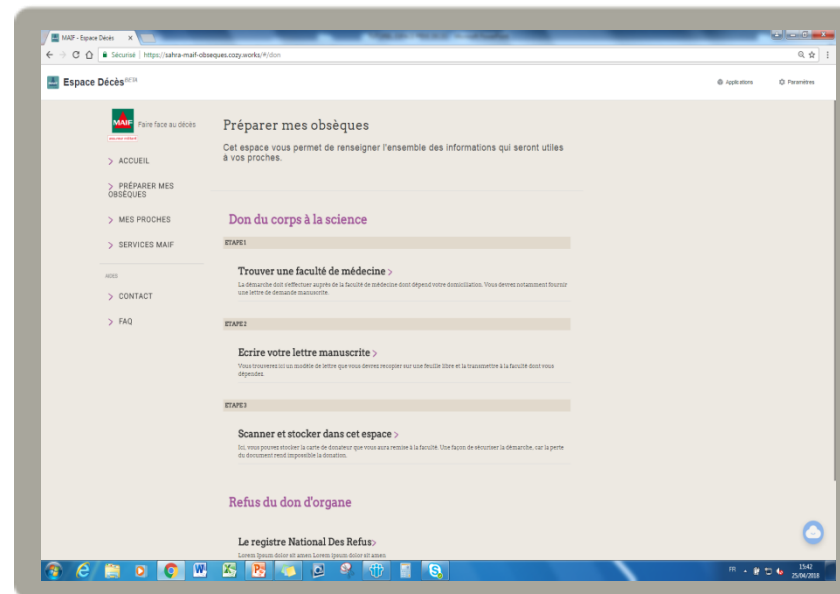 MAIF - Espace Décès
Sécurisé | https://sahra-maif-obseques.cozy.works/#/don
Espace Décès BETA
Applications
Paramètres
MAIF
Faire face au décès
ACCUEIL
PRÉPARER MES
OBSÈQUES
MES PROCHES
SERVICES MAIF
AIDES
CONTACT
FAQ
Préparer mes obsèques
Cet espace vous permet de renseigner l'ensemble des informations qui seront utiles
à vos proches.
Don du corps à la science
ETAPE 1
Trouver une faculté de médecine >
La démarche doit s'effectuer auprès de la faculté de médecine dont dépend votre domiciliation. Vous devrez notamment fournir
une lettre de demande manuscrite.
ETAPE 2
Ecrire votre lettre manuscrite >
Vous trouverez ici un modèle de lettre que vous devrez recopier sur une feuille libre et la transmettre à la faculté dont vous
dépendez.
ETAPE 3
Scanner et stocker dans cet espace >
Ici, vous pouvez stocker la carte de donateur que vous aura remise à la faculté. Une façon de sécuriser la démarche, car la perte
du document rend impossible la donation.
Refus du don d'organe
Le registre National Des Refus>
Lorem Ipsum dolor sit amen Lorem ipsum dolor sit amen
FR
15:42
25/04/2018